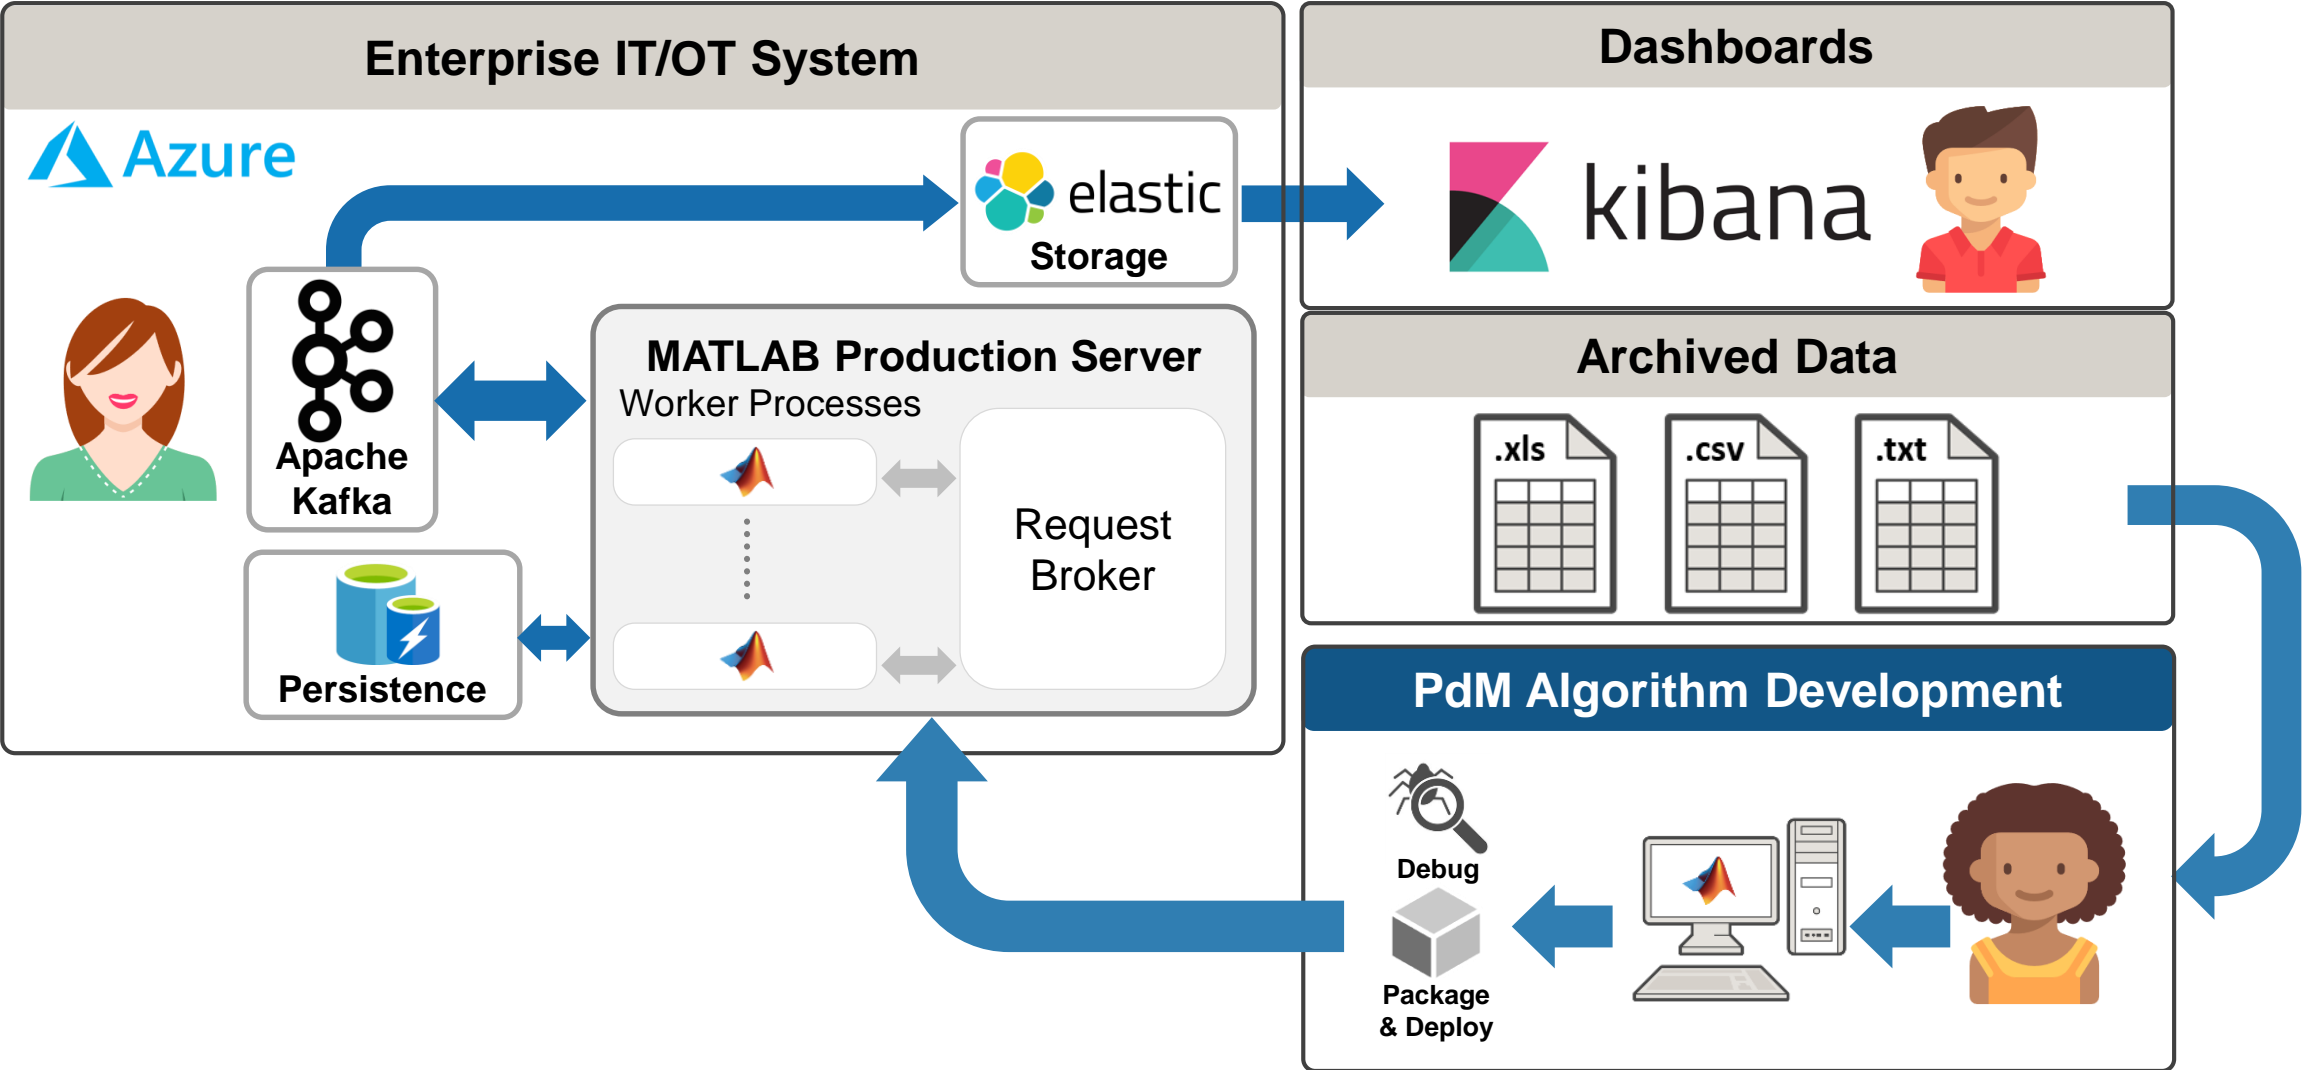 Enterprise IT/OT System
Azure
elastic
Storage
Apache
Kafka
MATLAB Production Server
Worker Processes
Request
Broker
Persistence
Dashboards
kibana
Archived Data
.xls
.csv
.txt
PdM Algorithm Development
Debug
Package
& Deploy